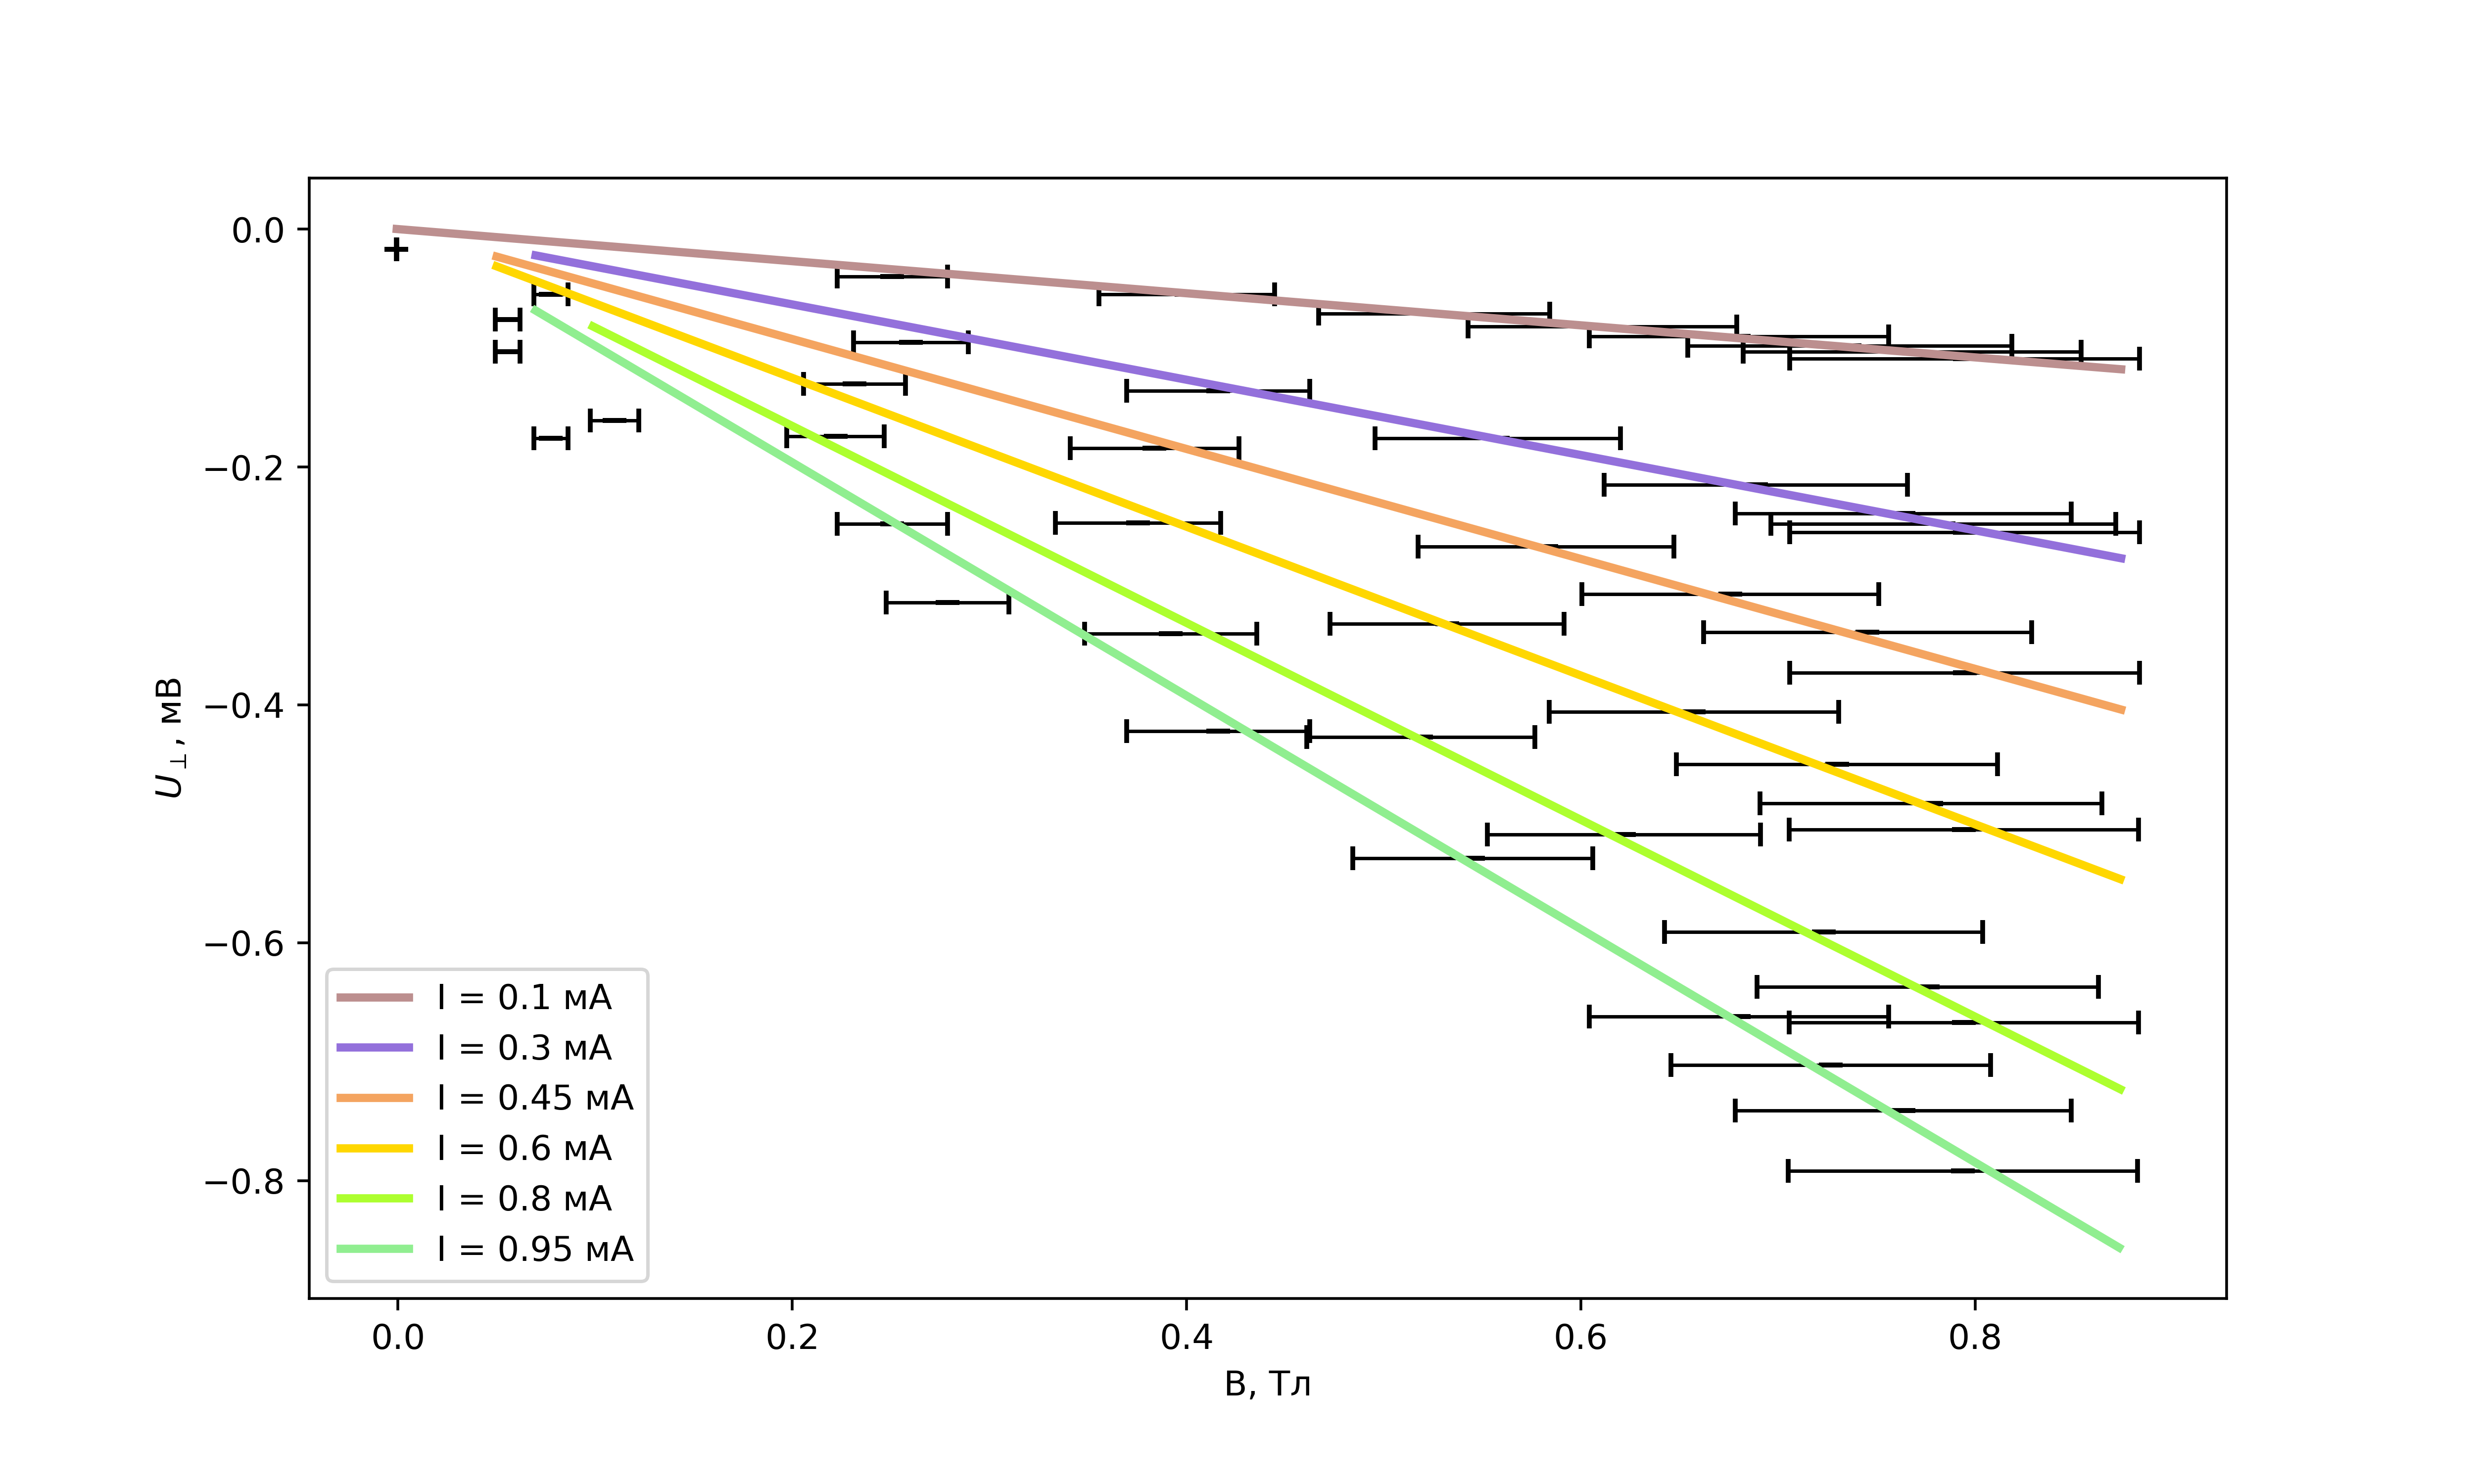 0.0
−0.2
−0.4
−0.6
−0.8
U⊥, мВ
I = 0.1 мА
I = 0.3 мА
I = 0.45 мА
I = 0.6 мА
I = 0.8 мА
I = 0.95 мА
0.0 0.2 0.4 0.6 0.8
В, Тл